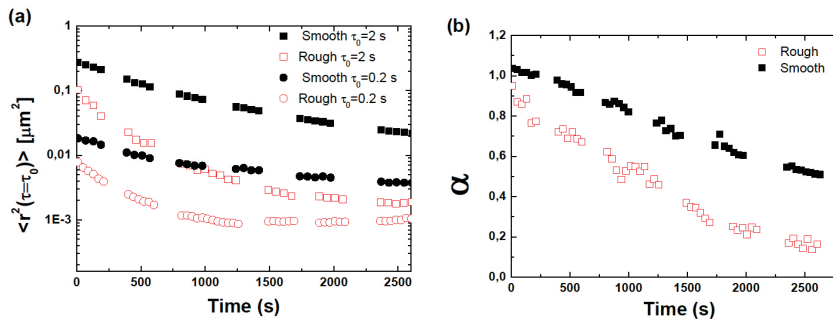 (a)
<r²(τ=τ₀)> [μm²]
1
0,1
0,01
1E-3
Smooth τ₀=2 s
Rough τ₀=2 s
Smooth τ₀=0.2 s
Rough τ₀=0.2 s
0 500 1000 1500 2000 2500
Time (s)
(b)
α
1,2
1,0
0,8
0,6
0,4
0,2
0,0
Rough
Smooth
0 500 1000 1500 2000 2500
Time (s)